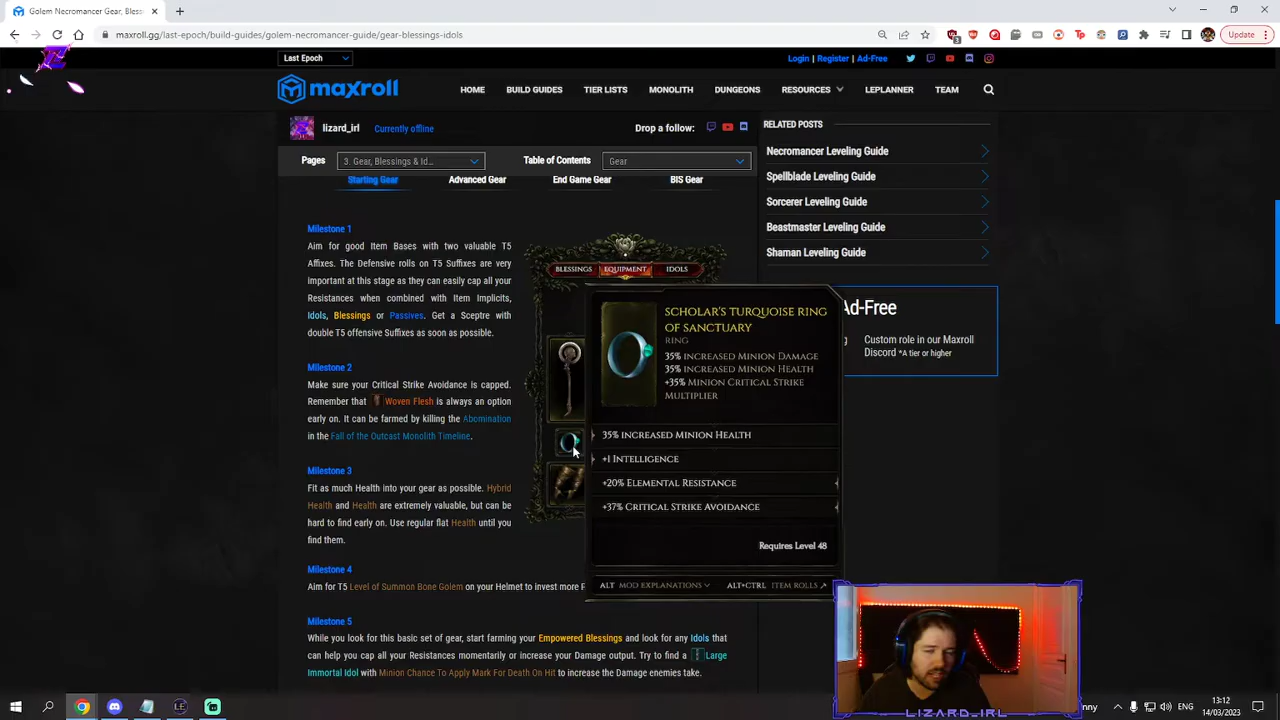 Golem Necromancer Gear, Bless
maxroll.gg/last-epoch/build-guides/golem-necromancer-guide/gear-blessings-idols
Update
Last Epoch
Login | Register | Ad-Free
maxroll
HOME
BUILD GUIDES
TIER LISTS
MONOLITH
DUNGEONS
RESOURCES
LEPLANNER
TEAM
lizard_irl
Currently offline
Drop a follow:
Pages
3. Gear, Blessings & Id...
Table of Contents
Gear
Starting Gear
Advanced Gear
End Game Gear
BIS Gear
RELATED POSTS
Necromancer Leveling Guide
Spellblade Leveling Guide
Sorcerer Leveling Guide
Beastmaster Leveling Guide
Shaman Leveling Guide
Milestone 1
Aim for good Item Bases with two valuable T5
Affixes. The Defensive rolls on T5 Suffixes are very
Important at this stage as they can easily cap all your
Resistances when combined with Item Implicits,
Idols, Blessings or Passives. Get a Sceptre with
double T5 offensive Suffixes as soon as possible.
Milestone 2
Make sure your Critical Strike Avoidance is capped.
Remember that Woven Flesh is always an option
early on. It can be farmed by killing the Abomination
in the Fall of the Outcast Monolith Timeline.
Milestone 3
Fit as much Health into your gear as possible. Hybrid
Health and Health are extremely valuable, but can be
hard to find early on. Use regular flat Health until you
find them.
Milestone 4
Aim for T5 Level of Summon Bone Golem on your Helmet to invest more
Milestone 5
While you look for this basic set of gear, start farming your Empowered Blessings and look for any Idols that
can help you cap all your Resistances momentarily or increase your Damage output. Try to find a Large
Immortal Idol with Minion Chance To Apply Mark For Death On Hit to increase the Damage enemies take.
BLESSINGS
EQUIPMENT
IDOLS
SCHOLAR'S TURQUOISE RING
OF SANCTUARY
RING
35% INCREASED MINION DAMAGE
35% INCREASED MINION HEALTH
+35% MINION CRITICAL STRIKE
MULTIPLIER
35% INCREASED MINION HEALTH
+1 INTELLIGENCE
+20% ELEMENTAL RESISTANCE
+37% CRITICAL STRIKE AVOIDANCE
Requires Level 48
ALT MOD EXPLANATIONS
ALT+CTRL ITEM ROLLS
Ad-Free
Custom role in our Maxroll
Discord *A tier or higher
LIZARD_IRL
nny
ENG
13:12
14/03/2023